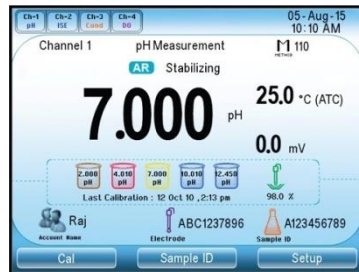 Ch-1 Ch-2 Ch-3 Ch-4
pH ISE Cond DO
05-Aug-15
10:10 AM
Channel 1 pH Measurement M 110
AR Stabilizing
7.000 pH
25.0 °C (ATC)
0.0 mV
2.000 pH 4.010 pH 7.000 pH 10.010 pH 12.450 pH
Last Calibration : 12 Oct 10 ,2:13 pm 98.0 %
Raj ABC1237896 A123456789
Account Name Electrode Sample ID
Cal Sample ID Setup